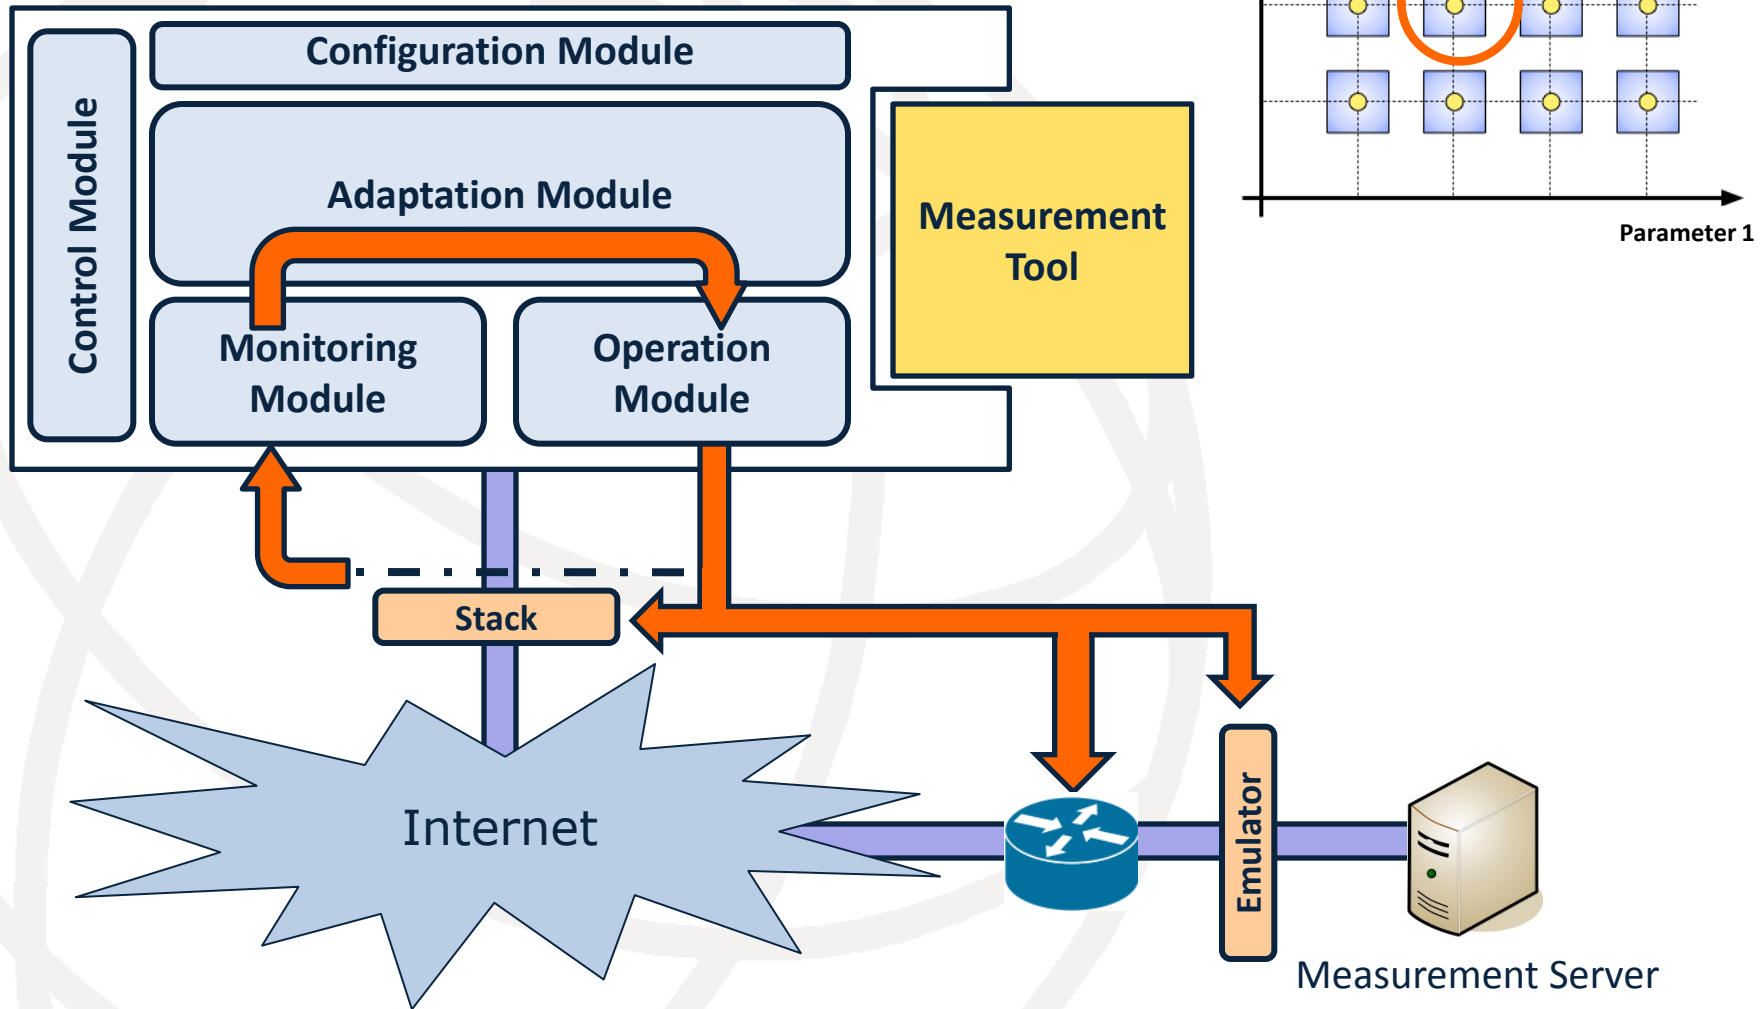 Configuration Module
Control Module
Adaptation Module
Monitoring
Module
Operation
Module
Measurement
Tool
Parameter 1
Stack
Internet
Emulator
Measurement Server